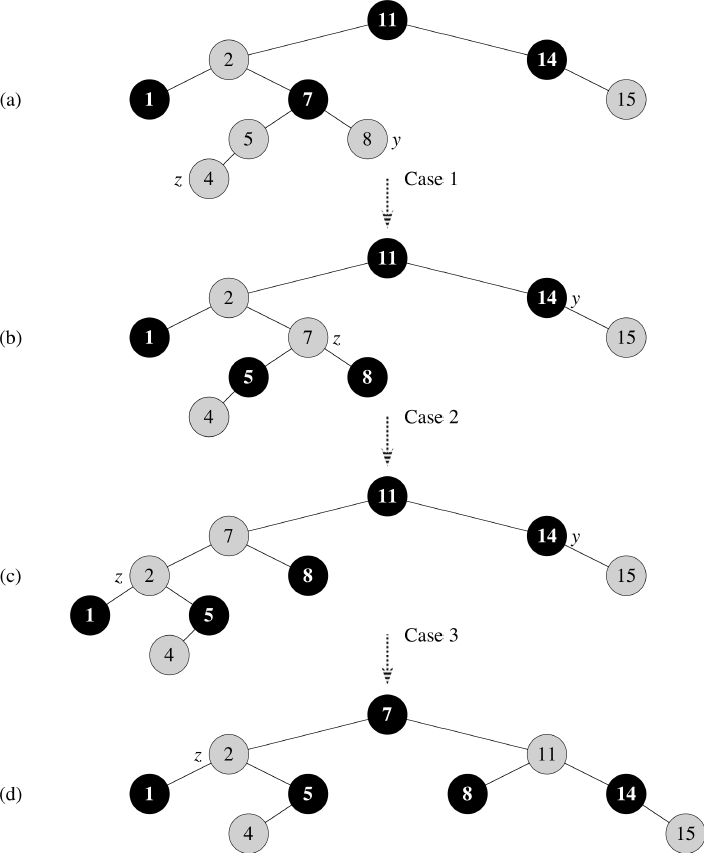 11
2 14
(a) 1 7 15
5 8 y
z 4 Case 1
11
2 14 y
(b) 1 7 z 15
5 8
4 Case 2
11
7 14 y
(c) z 2 8 15
1 5
4 Case 3
7
z 2 11
(d) 1 5 8 14
4 15